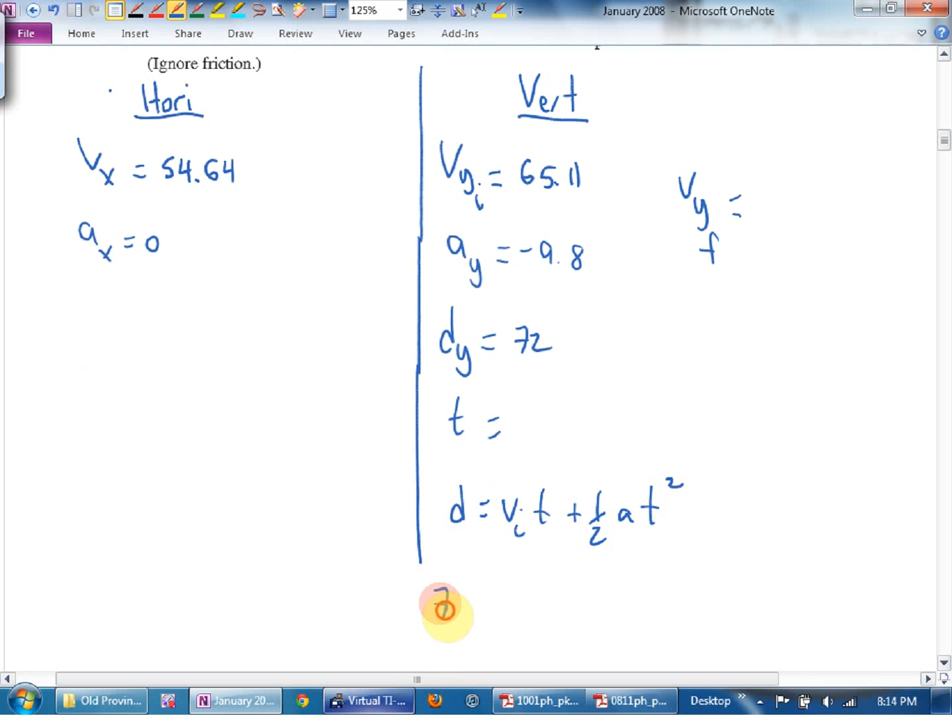 125%
January 2008 - Microsoft OneNote
File Home Insert Share Draw Review View Pages Add-Ins
(Ignore friction.)
Hori
Vx = 54.64
ax = 0
Vert
Vyi = 65.11
Vyf =
ay = -9.8
dy = 72
t =
d = vit + 1/2 at²
7
Old Provin... January 20... Virtual TI-... 1001ph_pk... 0811ph_pk... Desktop 8:14 PM